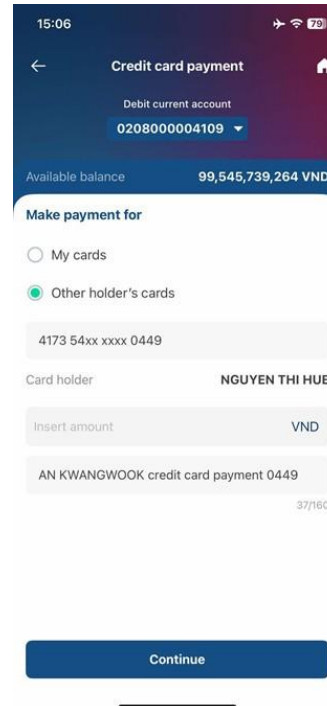 15:06
79
Credit card payment
Debit current account
0208000004109
Available balance 99,545,739,264 VND
Make payment for
My cards
Other holder's cards
4173 54xx xxxx 0449
Card holder NGUYEN THI HUE
Insert amount VND
AN KWANGWOOK credit card payment 0449
37/160
Continue